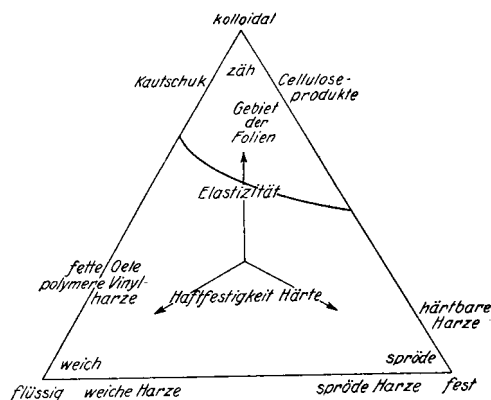 kolloidal
zäh
Kautschuk
Cellulose-
produkte
Gebiet
der
Folien
Elastizität
fette Oele
polymere Vinyl-
harze
Haftfestigkeit Härte
härtbare
Harze
weich
spröde
flüssig weiche Harze spröde Harze fest